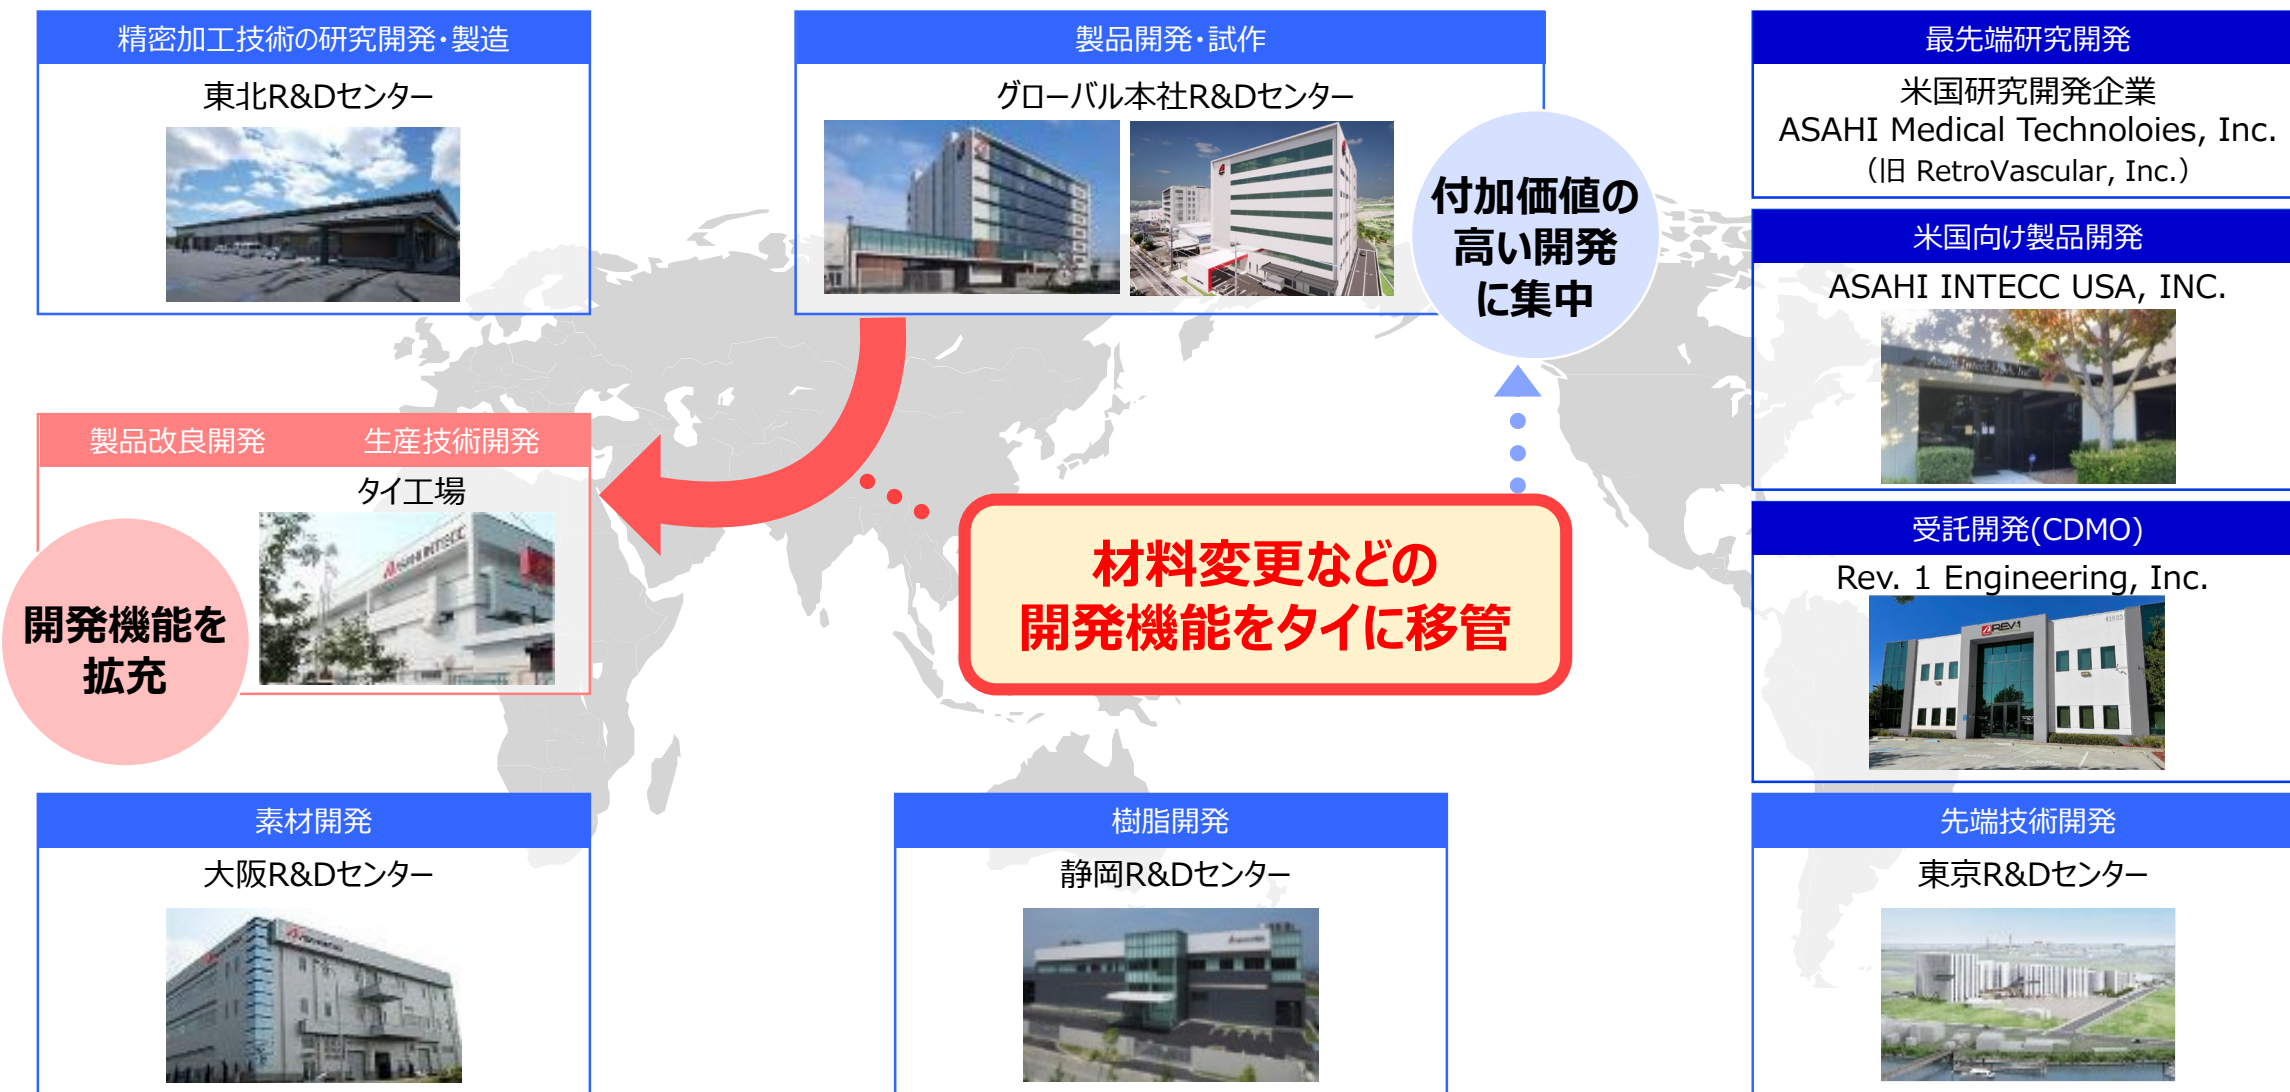 精密加工技術の研究開発・製造
東北R&Dセンター
製品開発・試作
グローバル本社R&Dセンター
付加価値の
高い開発
に集中
最先端研究開発
米国研究開発企業
ASAHI Medical Technoloies, Inc.
（旧 RetroVascular, Inc.）
米国向け製品開発
ASAHI INTECC USA, INC.
Asahi Intecc USA, Inc.
製品改良開発 生産技術開発
タイ工場
ASAHI INTECC
開発機能を
拡充
材料変更などの
開発機能をタイに移管
受託開発(CDMO)
Rev. 1 Engineering, Inc.
REV.1
素材開発
大阪R&Dセンター
樹脂開発
静岡R&Dセンター
先端技術開発
東京R&Dセンター